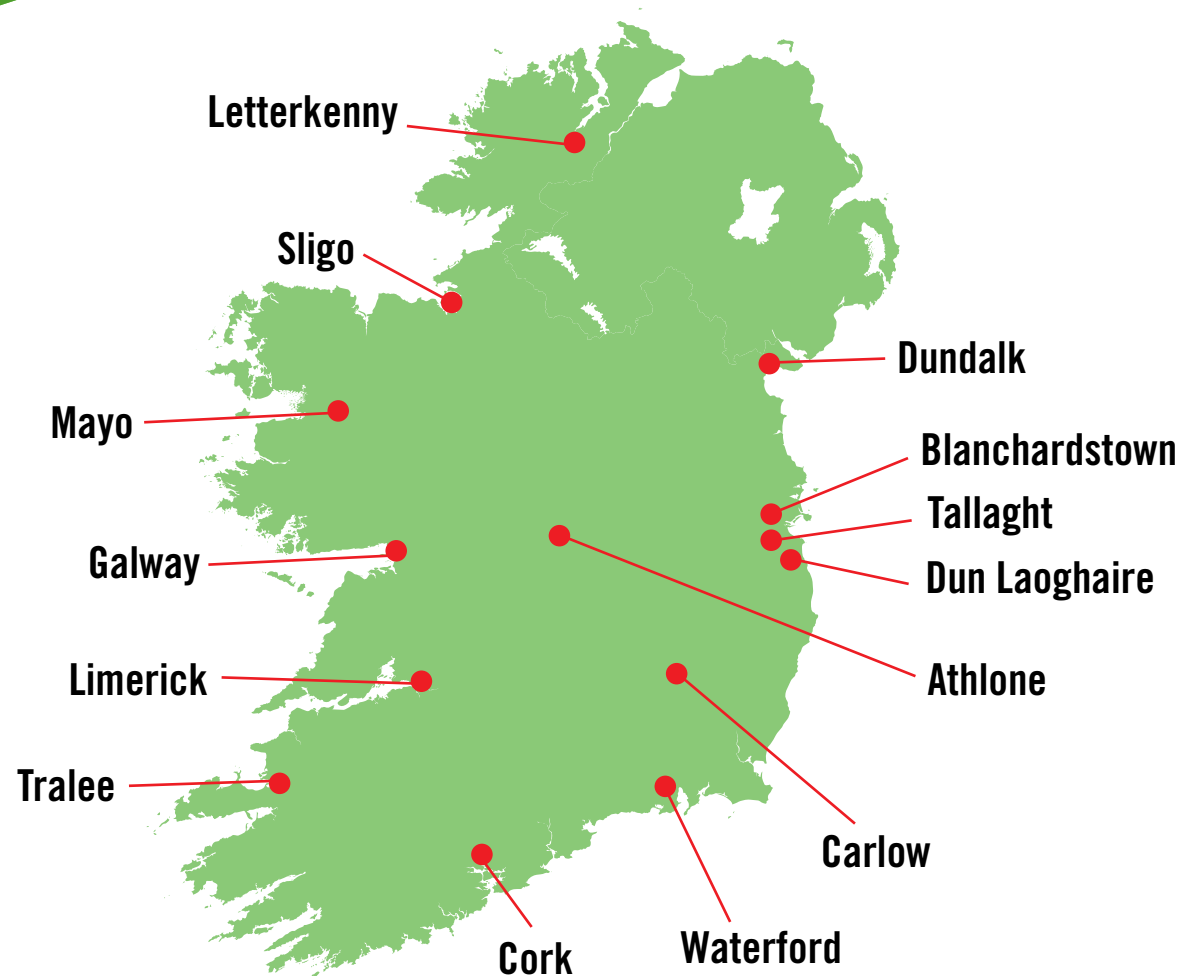 Letterkenny
Sligo
Dundalk
Mayo
Blanchardstown
Tallaght
Galway
Dun Laoghaire
Limerick
Athlone
Tralee
Carlow
Waterford
Cork